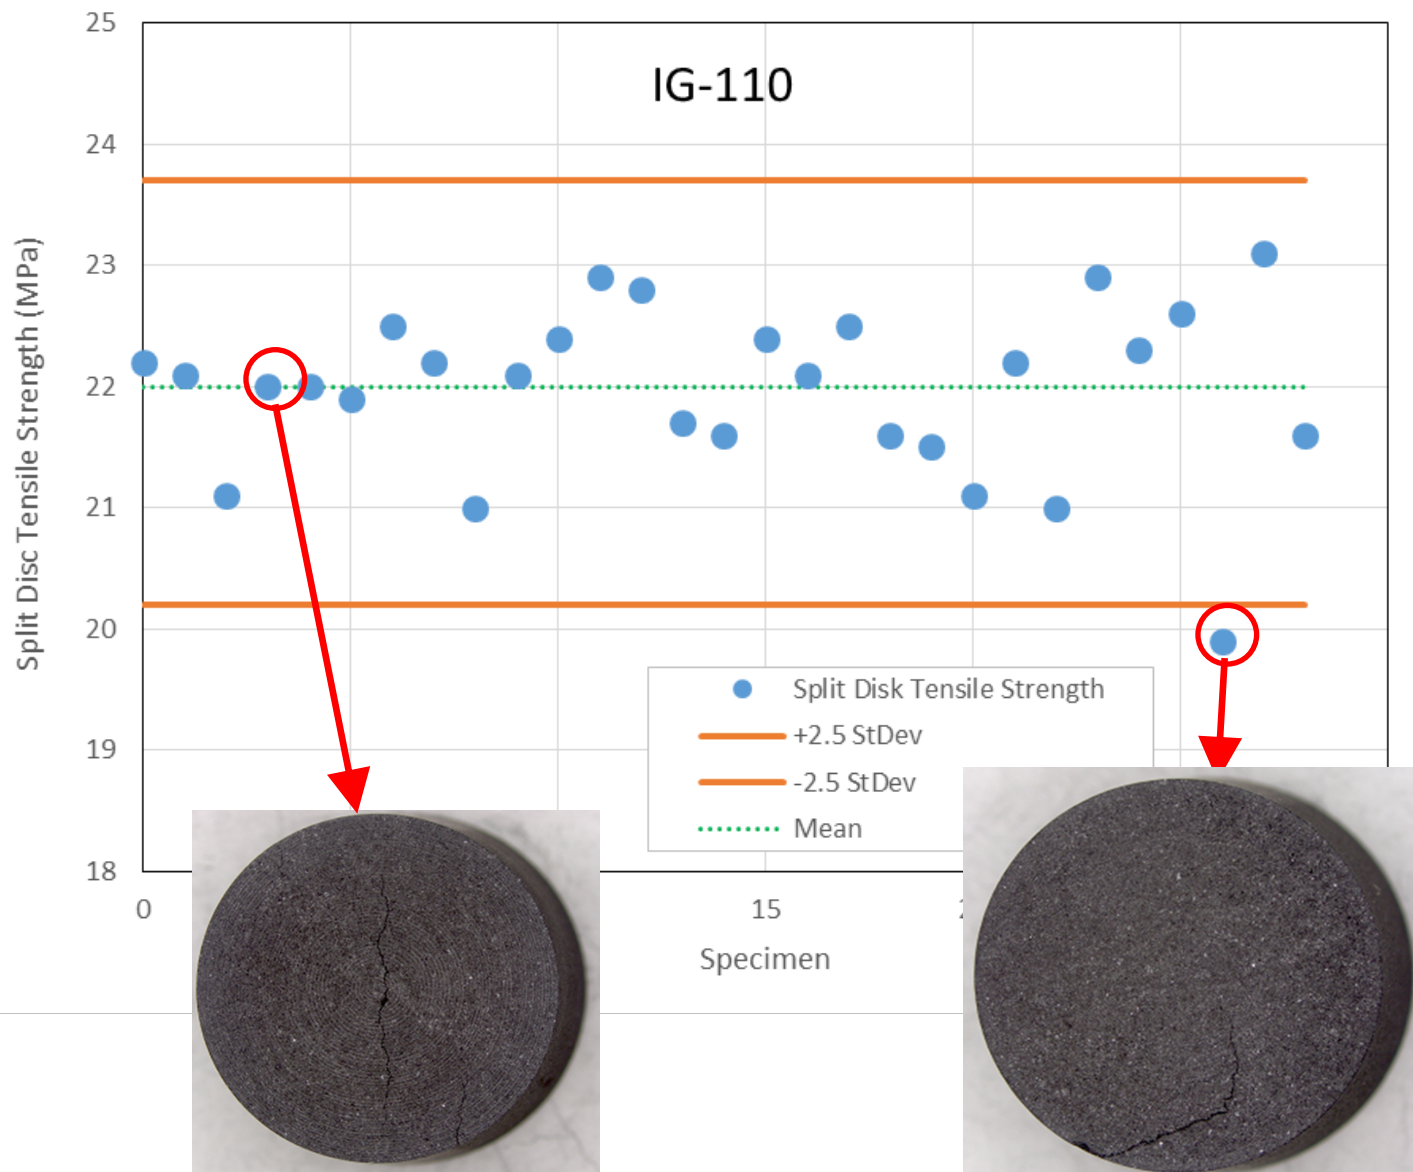 25
IG-110
24
23
22
21
20
19
18
Split Disc Tensile Strength (MPa)
Split Disk Tensile Strength
+2.5 StDev
-2.5 StDev
Mean
0
15
Specimen